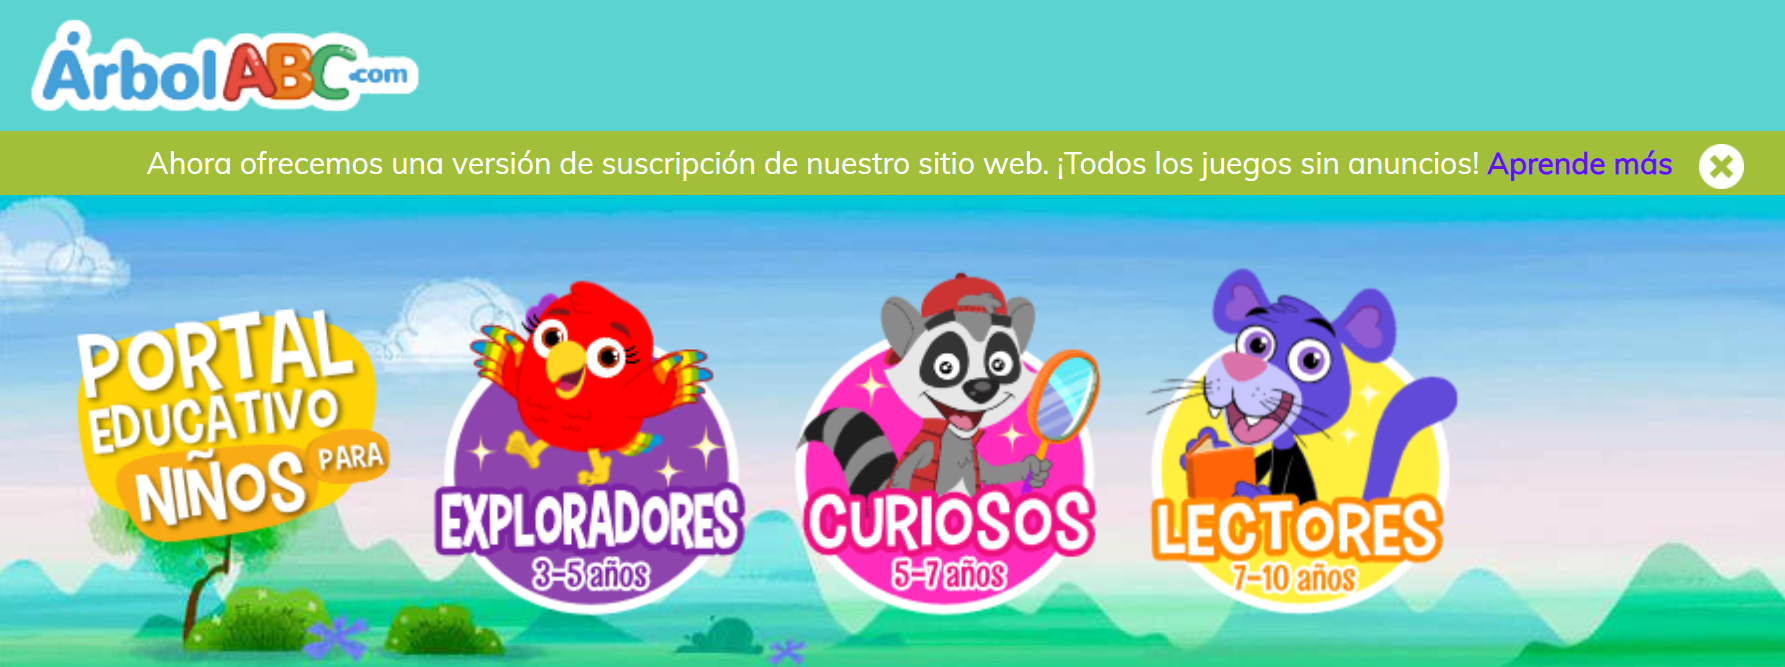 ÁrbolABC.com
Ahora ofrecemos una versión de suscripción de nuestro sitio web. ¡Todos los juegos sin anuncios! Aprende más
PORTAL
EDUCATIVO
PARA
NIÑOS
EXPLORADORES
3-5 años
CURIOSOS
5-7 años
LECTORES
7-10 años